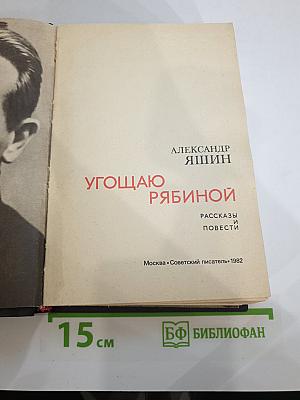 АЛЕКСАНДР
ЯШИН
УГОЩАЮ
РЯБИНОЙ
РАССКАЗЫ
И
ПОВЕСТИ
Москва • Советский писатель • 1982
15 см
БФ БИБЛИОФАН